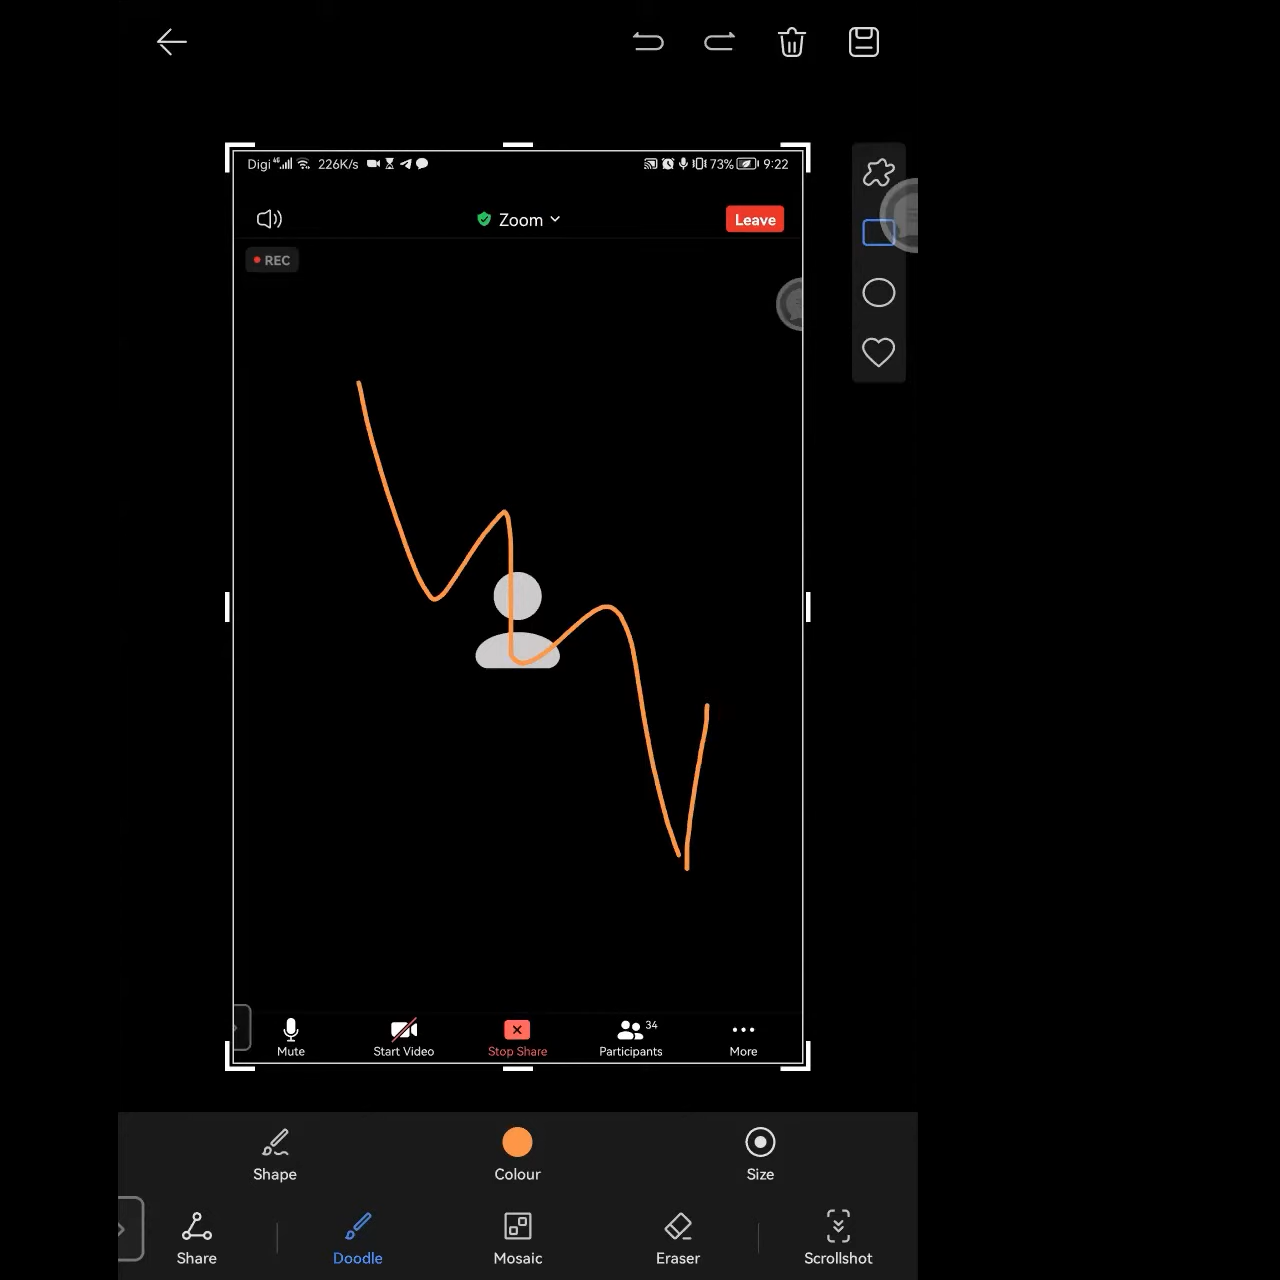 Digi 4G 226K/s 73% 9:22
Zoom Leave
REC
34
Mute Start Video Stop Share Participants More
Shape Colour Size
Share Doodle Mosaic Eraser Scrollshot